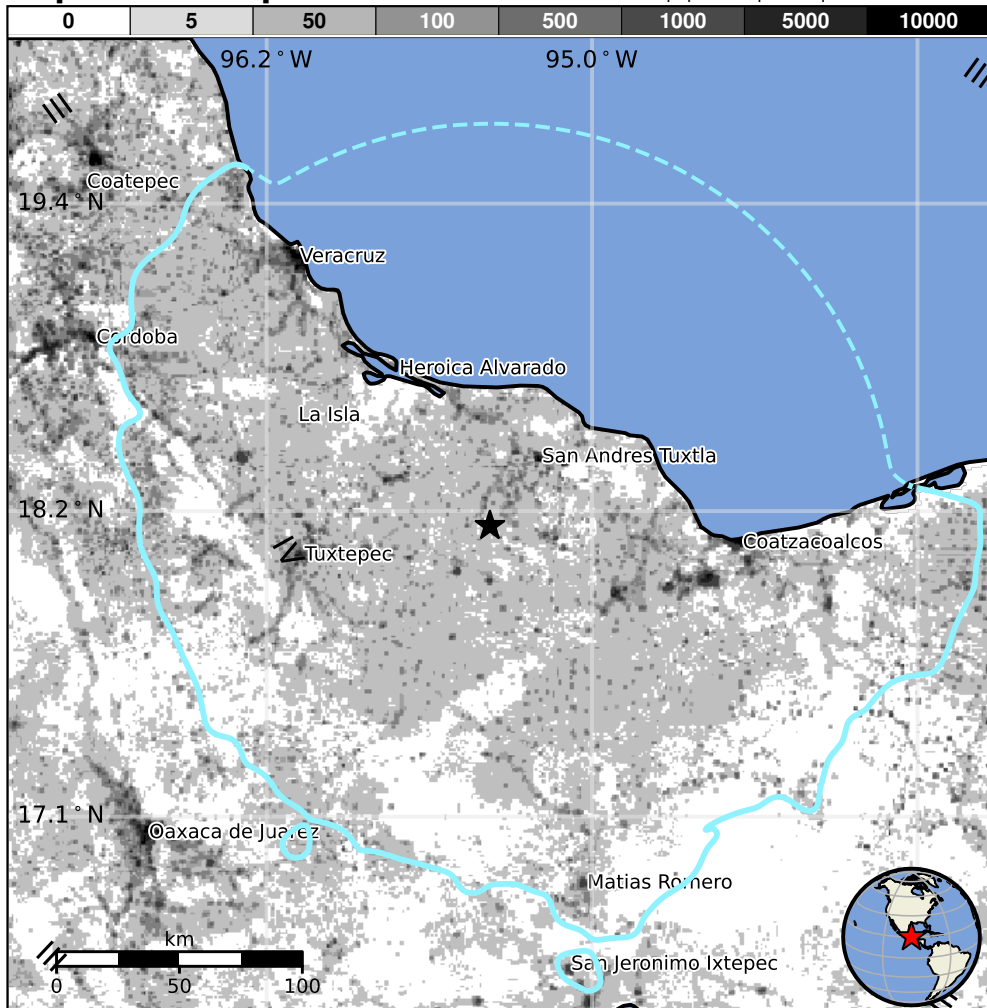 0 5 50 100 500 1000 5000 10000
96.2°W 95.0°W
Coatepec
19.4°N
Veracruz
Cordoba
Heroica Alvarado
La Isla
San Andres Tuxtla
18.2°N
Coatzacoalcos
Tuxtepec
17.1°N
Oaxaca de Juarez
Matias Romero
km
San Jeronimo Ixtepec
0 50 100